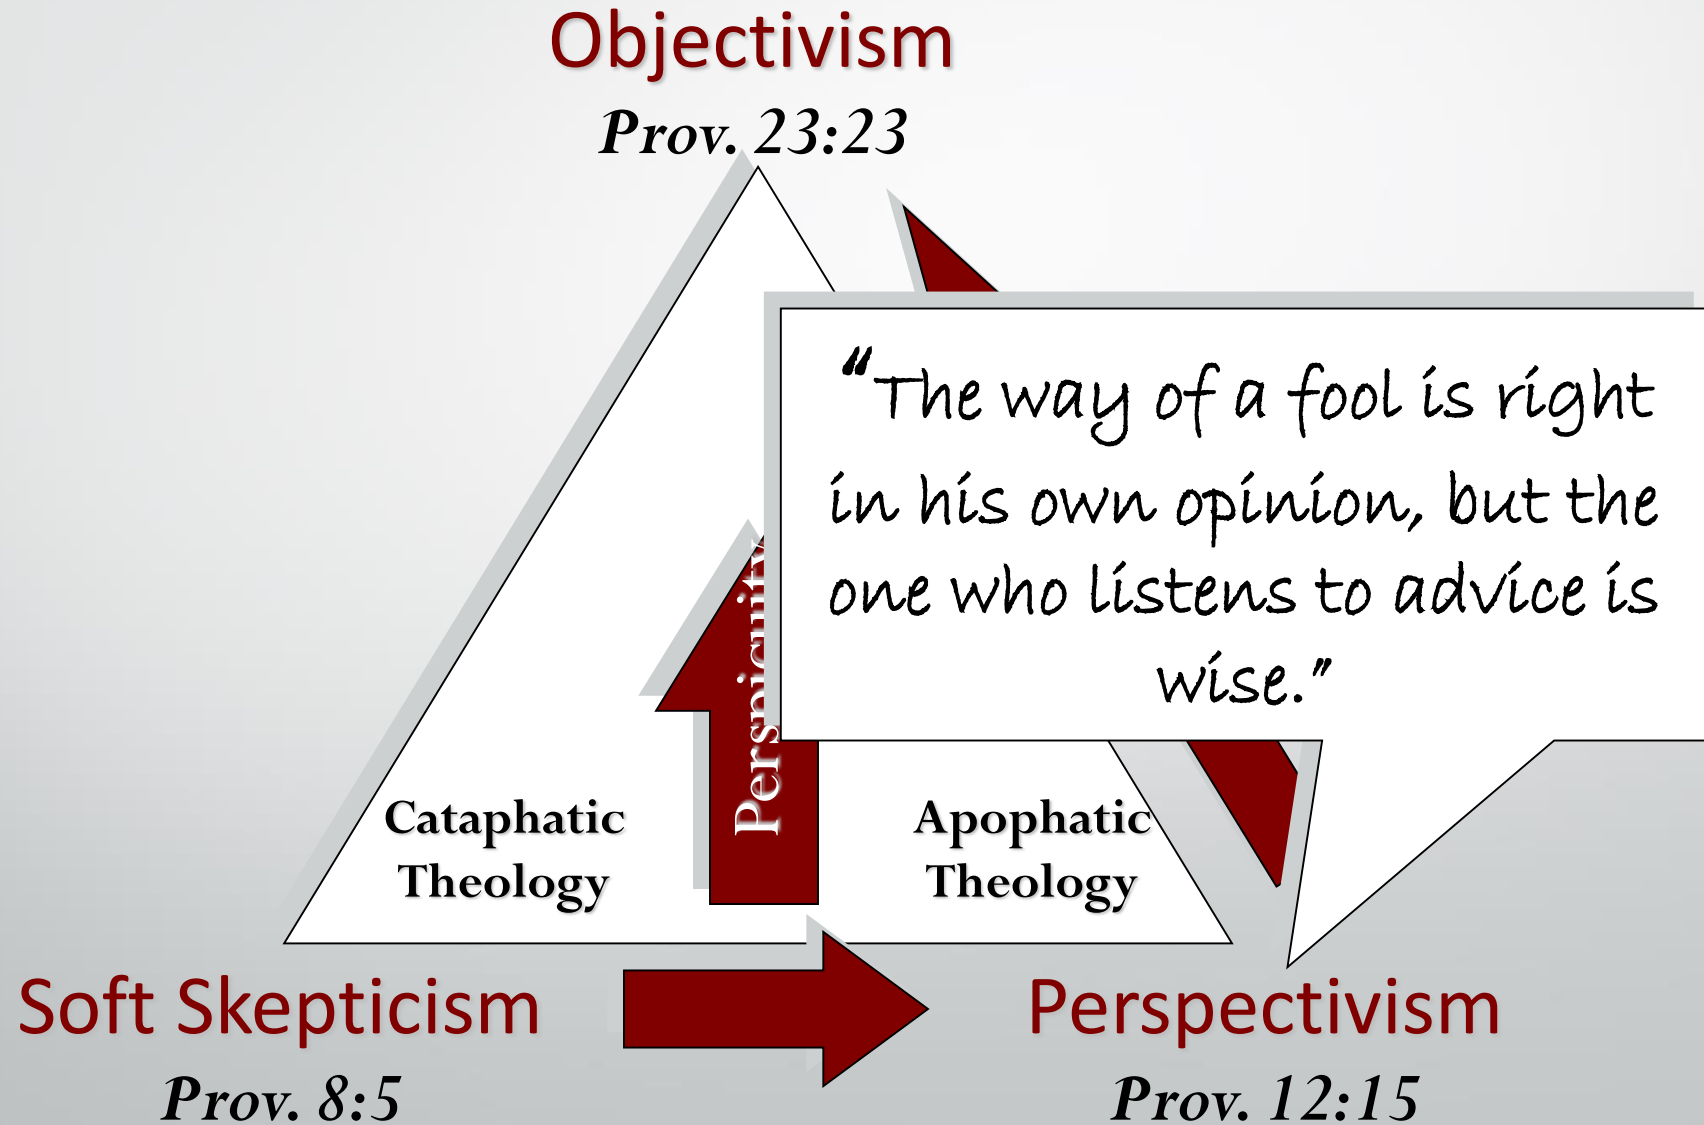 Objectivism
Prov. 23:23
“The way of a fool is right
in his own opinion, but the
one who listens to advice is
wise.”
Perspicuity
Cataphatic
Theology
Apophatic
Theology
Soft Skepticism
Prov. 8:5
Perspectivism
Prov. 12:15